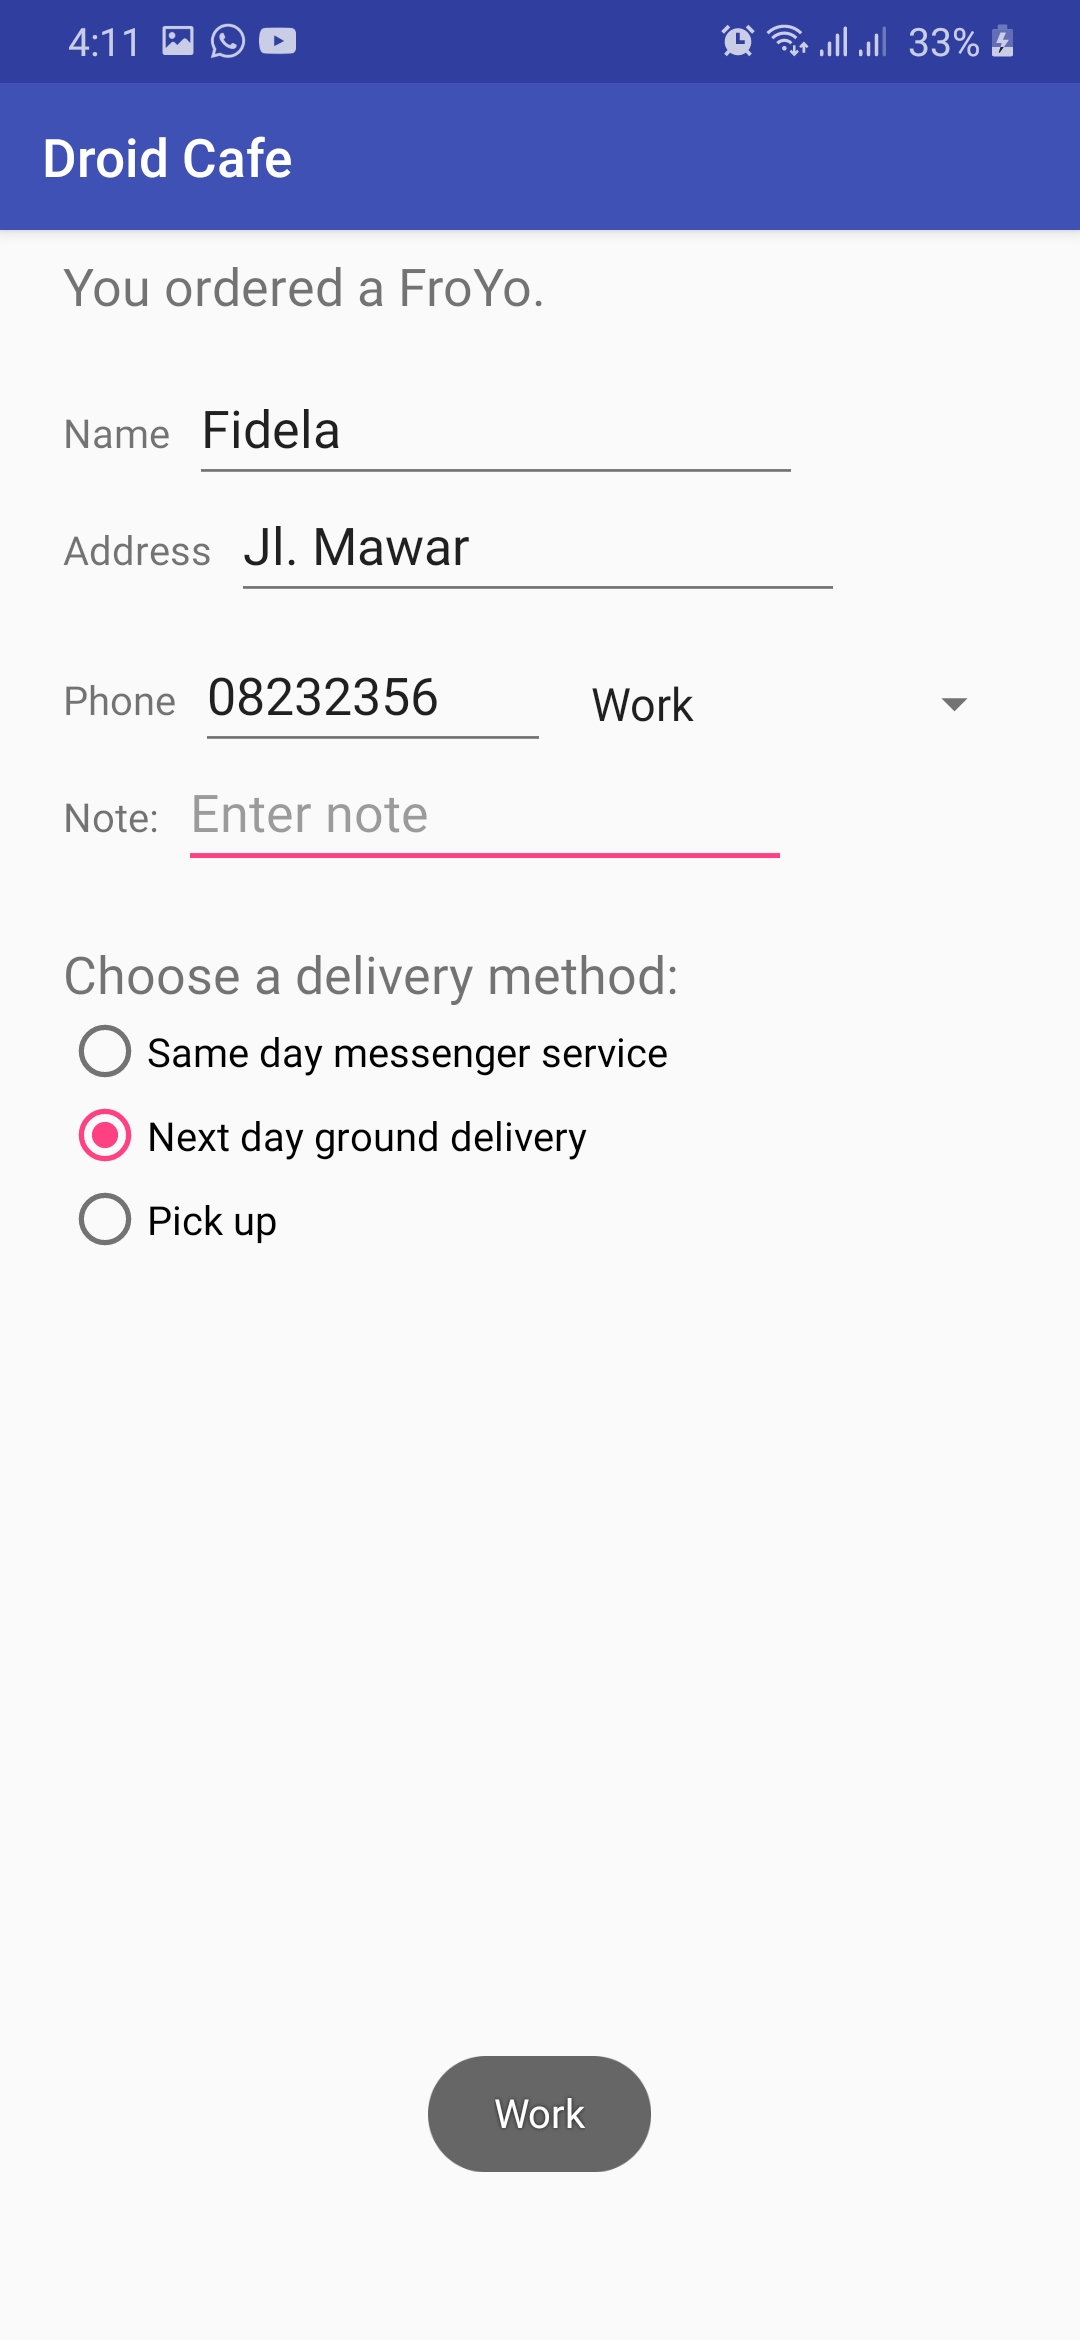 4:11 33%
Droid Cafe
You ordered a FroYo.
Name Fidela
Address Jl. Mawar
Phone 08232356 Work
Note: Enter note
Choose a delivery method:
Same day messenger service
Next day ground delivery
Pick up
Work